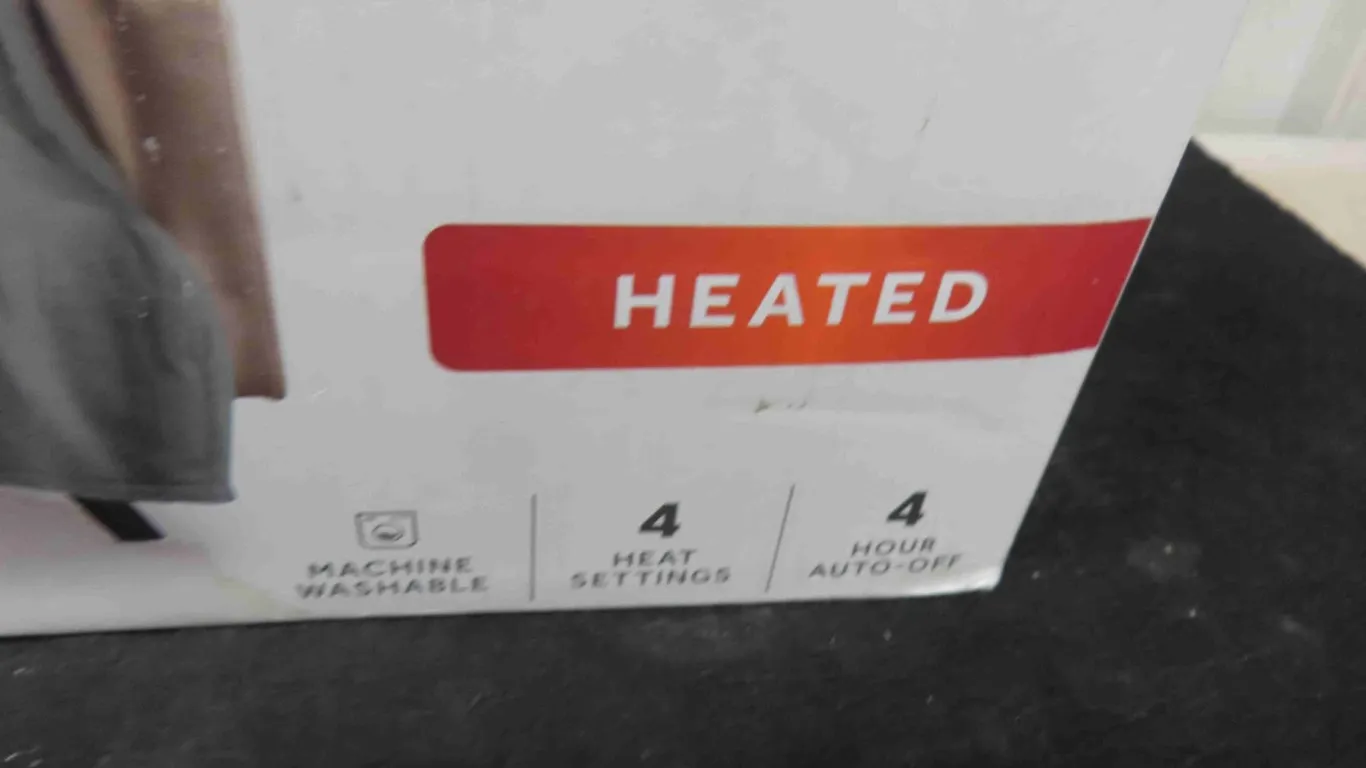 HEATED
MACHINE
WASHABLE
4
HEAT
SETTINGS
4
HOUR
AUTO-OFF